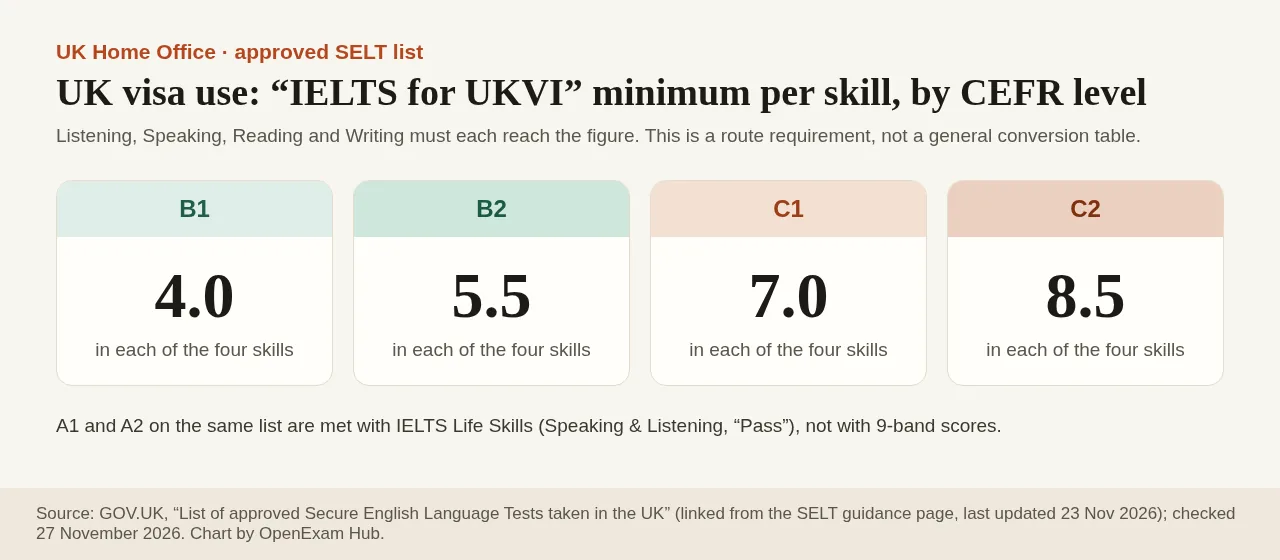 UK Home Office · approved SELT list
UK visa use: “IELTS for UKVI” minimum per skill, by CEFR level
Listening, Speaking, Reading and Writing must each reach the figure. This is a route requirement, not a general conversion table.
B1
4.0
in each of the four skills
B2
5.5
in each of the four skills
C1
7.0
in each of the four skills
C2
8.5
in each of the four skills
A1 and A2 on the same list are met with IELTS Life Skills (Speaking & Listening, “Pass”), not with 9-band scores.
Source: GOV.UK, “List of approved Secure English Language Tests taken in the UK” (linked from the SELT guidance page, last updated 23 Nov 2026); checked
27 November 2026. Chart by OpenExam Hub.